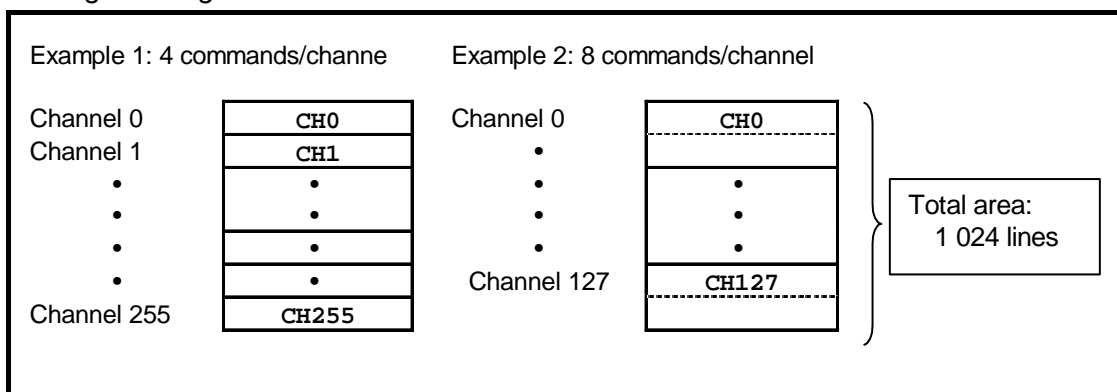 Example 1: 4 commands/channe
Example 2: 8 commands/channel
Channel 0
CH0
Channel 1
CH1
•
•
•
•
•
•
•
•
Channel 255
CH255
Channel 0
CH0
•
•
•
•
•
•
•
Channel 127
CH127
Total area:
1 024 lines